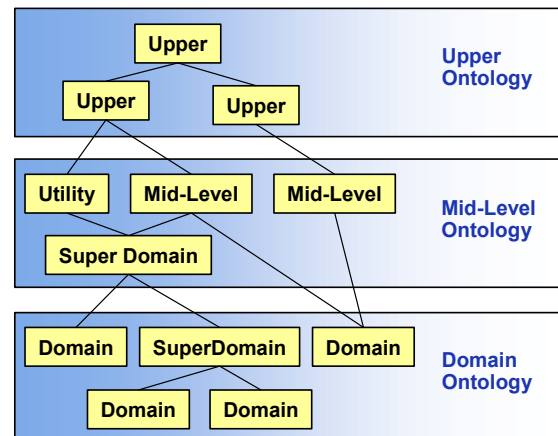 Upper
Upper
Upper
Upper
Ontology
Utility
Mid-Level
Mid-Level
Super Domain
Mid-Level
Ontology
Domain
SuperDomain
Domain
Domain
Domain
Domain
Ontology